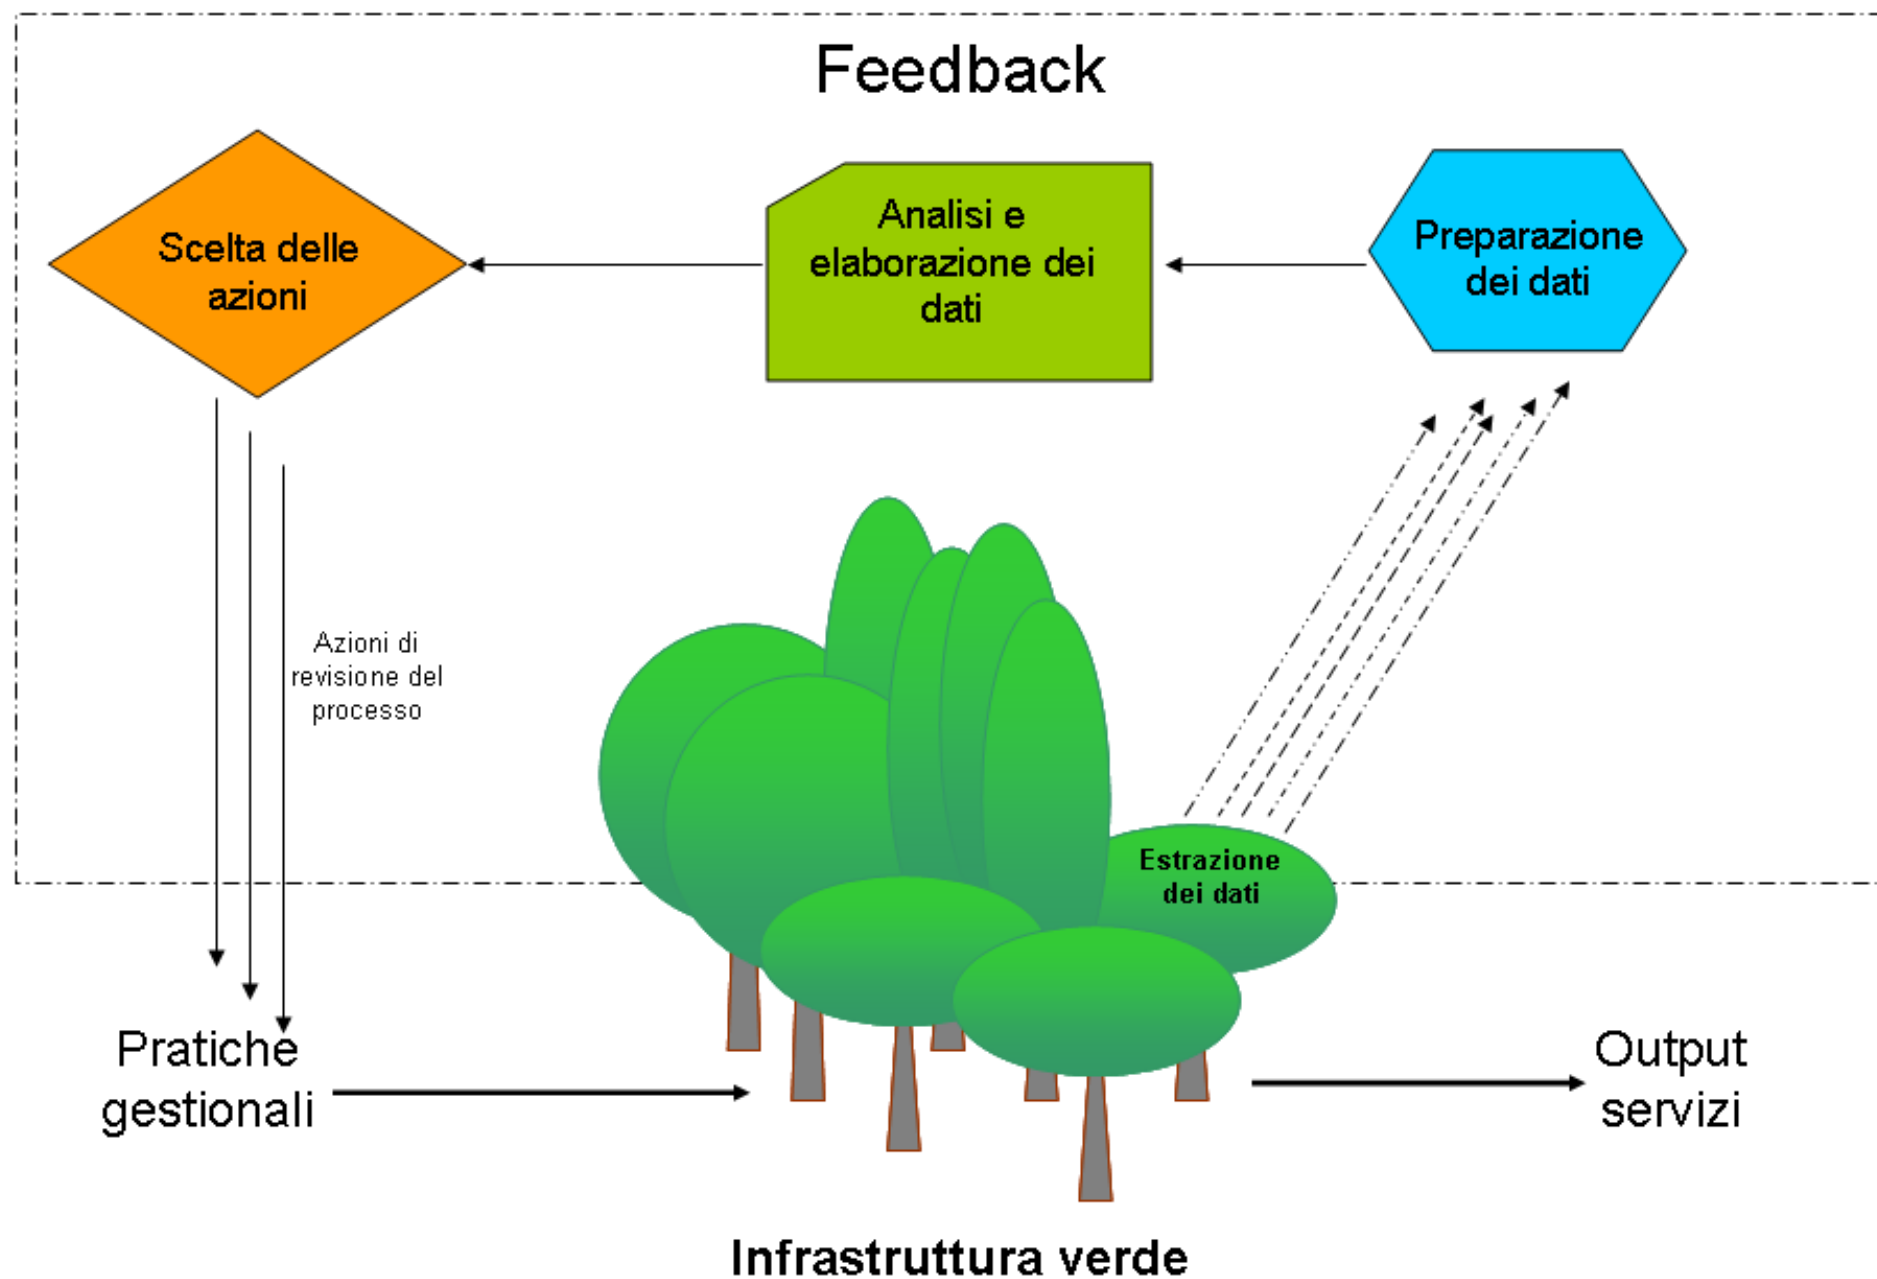 Feedback
Scelta delle
azioni
Analisi e
elaborazione dei
dati
Preparazione
dei dati
Azioni di
revisione del
processo
Estrazione
dei dati
Pratiche
gestionali
Output
servizi
Infrastruttura verde